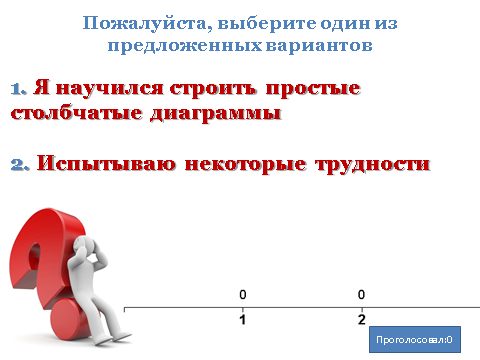 Пожалуйста, выберите один из
предложенных вариантов
1. Я научился строить простые
столбчатые диаграммы
2. Испытываю некоторые трудности
0 0
1 2
Проголосовал:0